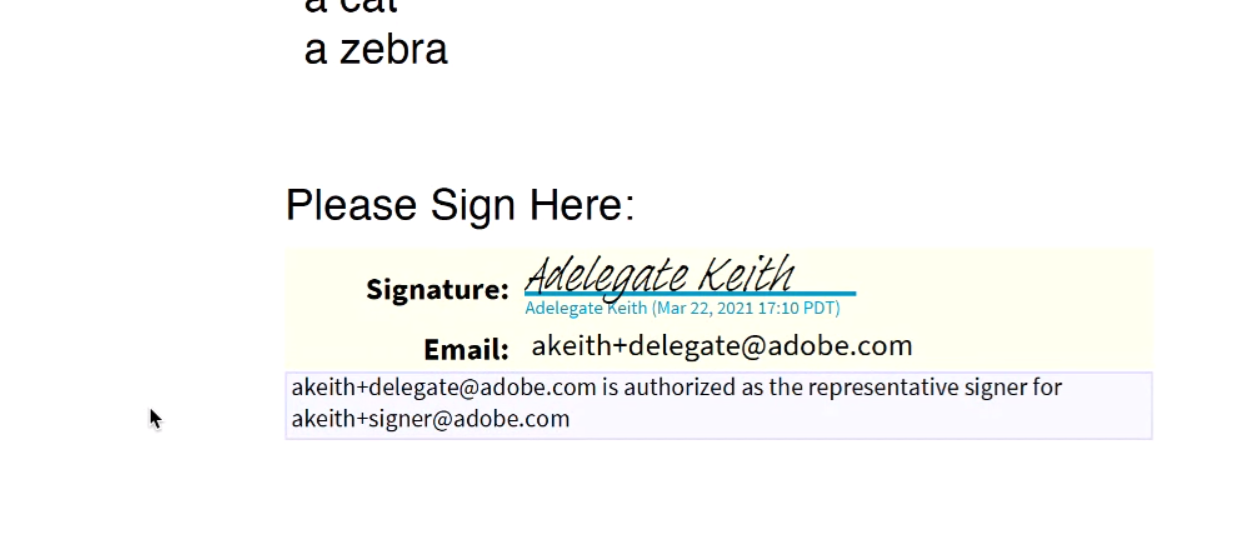 a cat
a zebra
Please Sign Here:
Signature: Adelegate Keith
Adelegate Keith (Mar 22, 2021 17:10 PDT)
Email: akeith+delegate@adobe.com
akeith+delegate@adobe.com is authorized as the representative signer for
akeith+signer@adobe.com